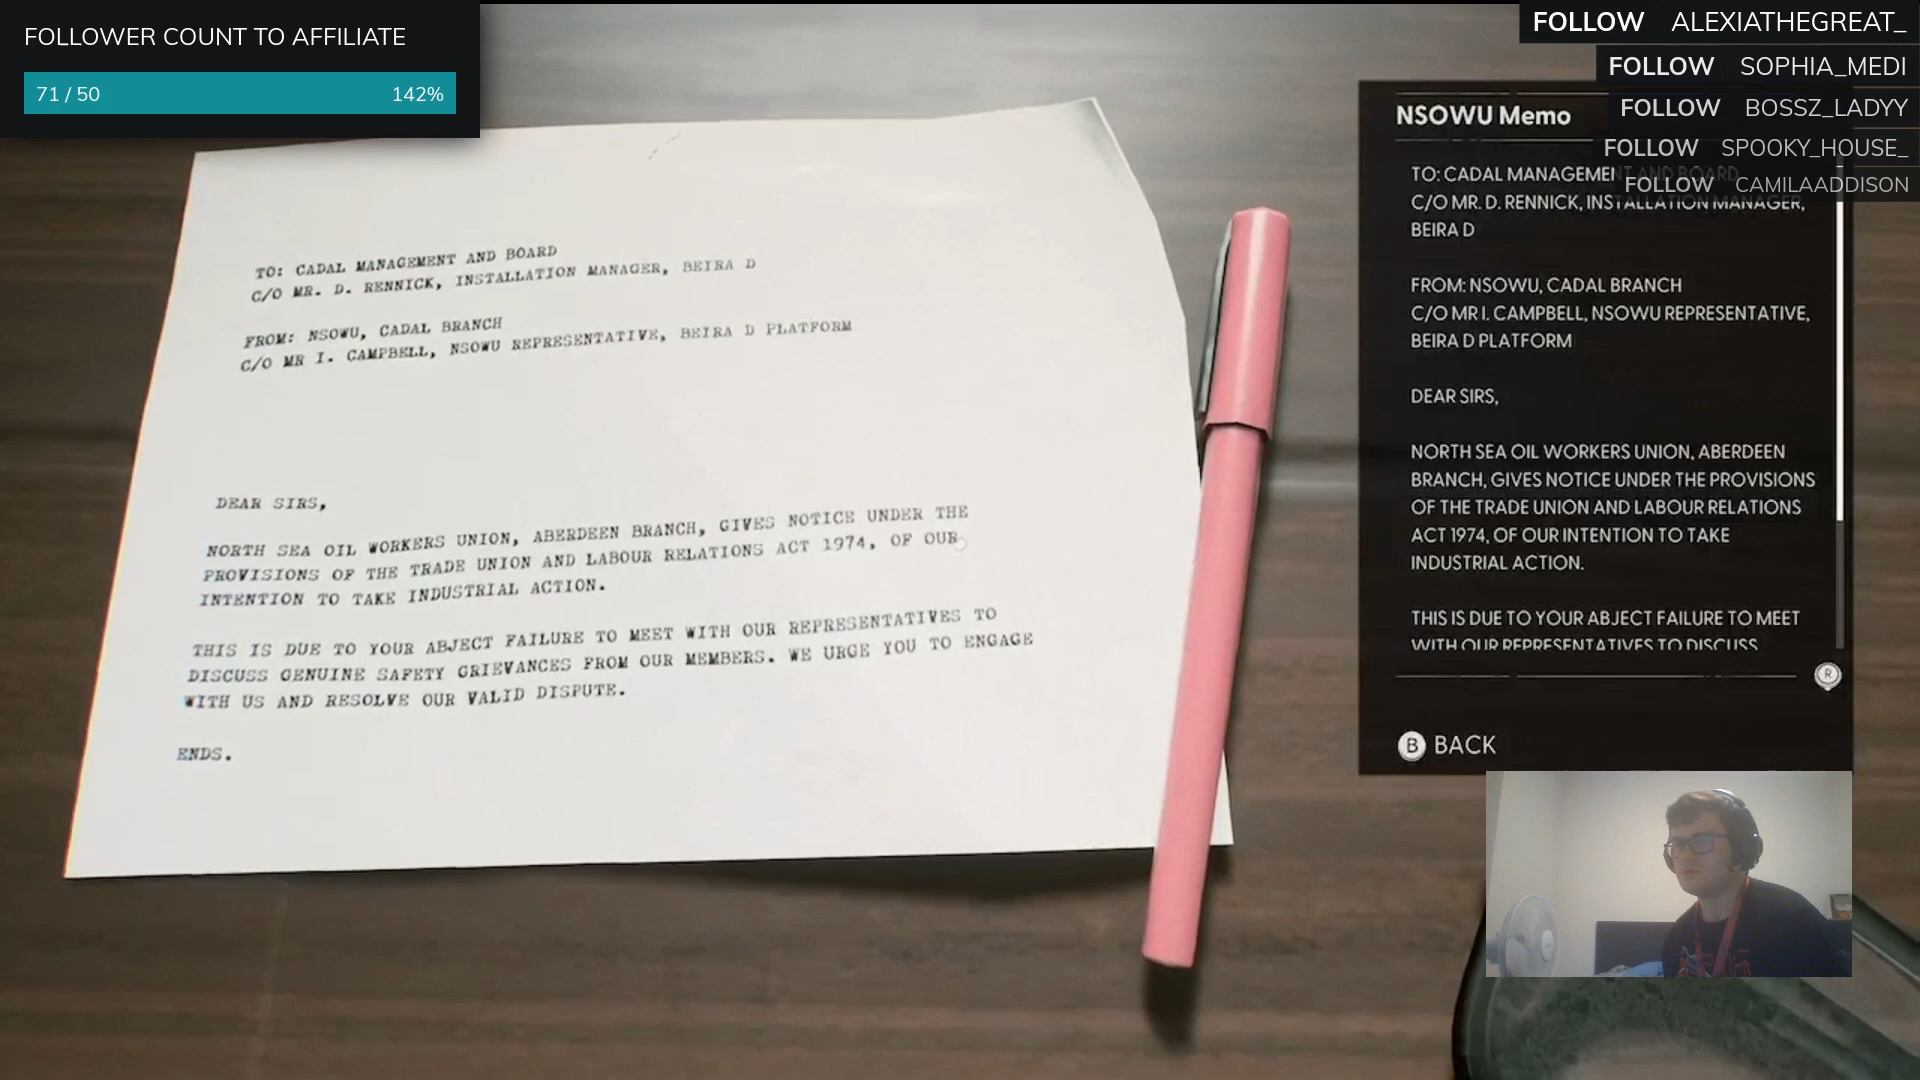 FOLLOWER COUNT TO AFFILIATE
71 / 50 142%
FOLLOW ALEXIATHEGREAT_
FOLLOW SOPHIA_MEDI
FOLLOW BOSSZ_LADYY
FOLLOW SPOOKY_HOUSE_
FOLLOW CAMILAADDISON
TO: CADAL MANAGEMENT AND BOARD
C/O MR. D. RENNICK, INSTALLATION MANAGER, BEIRA D
FROM: NSOWU, CADAL BRANCH
C/O MR I. CAMPBELL, NSOWU REPRESENTATIVE, BEIRA D PLATFORM
DEAR SIRS,
NORTH SEA OIL WORKERS UNION, ABERDEEN BRANCH, GIVES NOTICE UNDER THE
PROVISIONS OF THE TRADE UNION AND LABOUR RELATIONS ACT 1974, OF OUR
INTENTION TO TAKE INDUSTRIAL ACTION.
THIS IS DUE TO YOUR ABJECT FAILURE TO MEET WITH OUR REPRESENTATIVES TO
DISCUSS GENUINE SAFETY GRIEVANCES FROM OUR MEMBERS. WE URGE YOU TO ENGAGE
WITH US AND RESOLVE OUR VALID DISPUTE.
ENDS.
NSOWU Memo
TO: CADAL MANAGEMENT AND BOARD
C/O MR. D. RENNICK, INSTALLATION MANAGER,
BEIRA D
FROM: NSOWU, CADAL BRANCH
C/O MR I. CAMPBELL, NSOWU REPRESENTATIVE,
BEIRA D PLATFORM
DEAR SIRS,
NORTH SEA OIL WORKERS UNION, ABERDEEN
BRANCH, GIVES NOTICE UNDER THE PROVISIONS
OF THE TRADE UNION AND LABOUR RELATIONS
ACT 1974, OF OUR INTENTION TO TAKE
INDUSTRIAL ACTION.
THIS IS DUE TO YOUR ABJECT FAILURE TO MEET
WITH OUR REPRESENTATIVES TO DISCUSS
R
B BACK